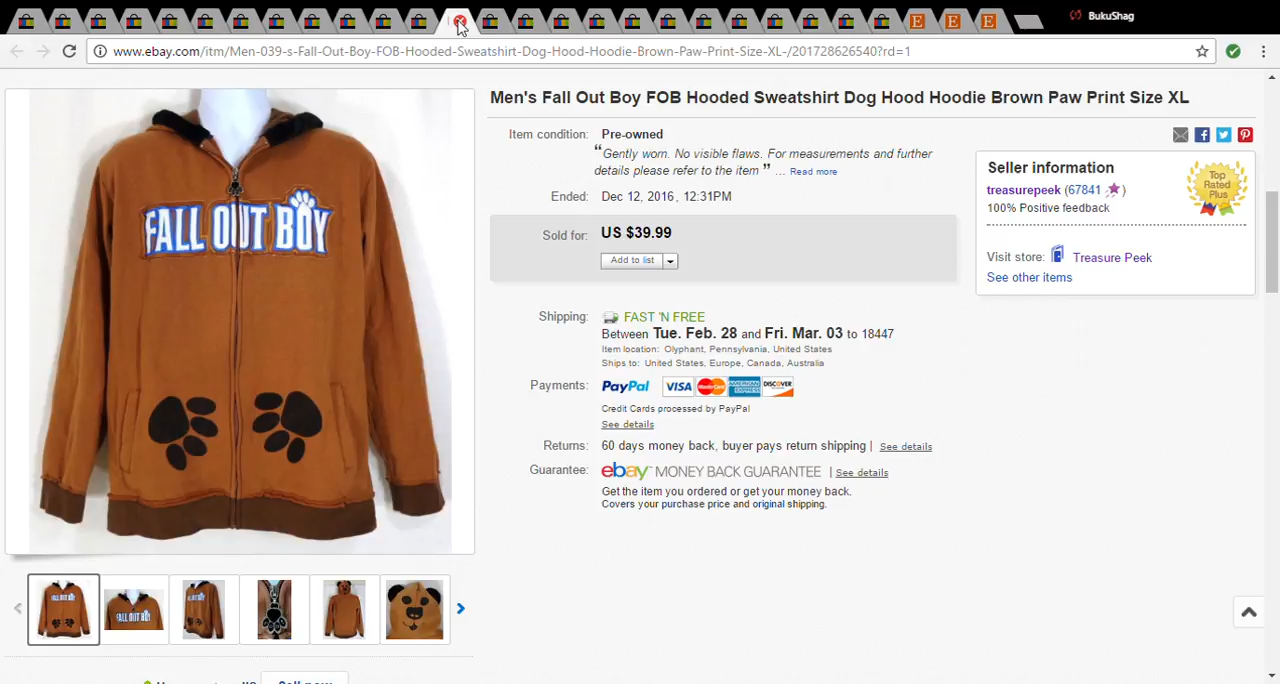 BukuShag
www.ebay.com/itm/Men-039-s-Fall-Out-Boy-FOB-Hooded-Sweatshirt-Dog-Hood-Hoodie-Brown-Paw-Print-Size-XL-/201728626540?rd=1
Men's Fall Out Boy FOB Hooded Sweatshirt Dog Hood Hoodie Brown Paw Print Size XL
Item condition: Pre-owned
“Gently worn. No visible flaws. For measurements and further
details please refer to the item ” ... Read more
Ended: Dec 12, 2016 , 12:31PM
Sold for: US $39.99
Add to list
Shipping: FAST 'N FREE
Between Tue. Feb. 28 and Fri. Mar. 03 to 18447
Item location: Olyphant, Pennsylvania, United States
Ships to: United States, Europe, Canada, Australia
Payments: PayPal VISA MasterCard AMERICAN EXPRESS DISCOVER
Credit Cards processed by PayPal
See details
Returns: 60 days money back, buyer pays return shipping | See details
Guarantee: ebay MONEY BACK GUARANTEE | See details
Get the item you ordered or get your money back.
Covers your purchase price and original shipping.
Seller information
treasurepeek (67841 )
100% Positive feedback
Top
Rated
Plus
Visit store: Treasure Peek
See other items
FALL OUT BOY
FALL OUT BOY
E
E
E